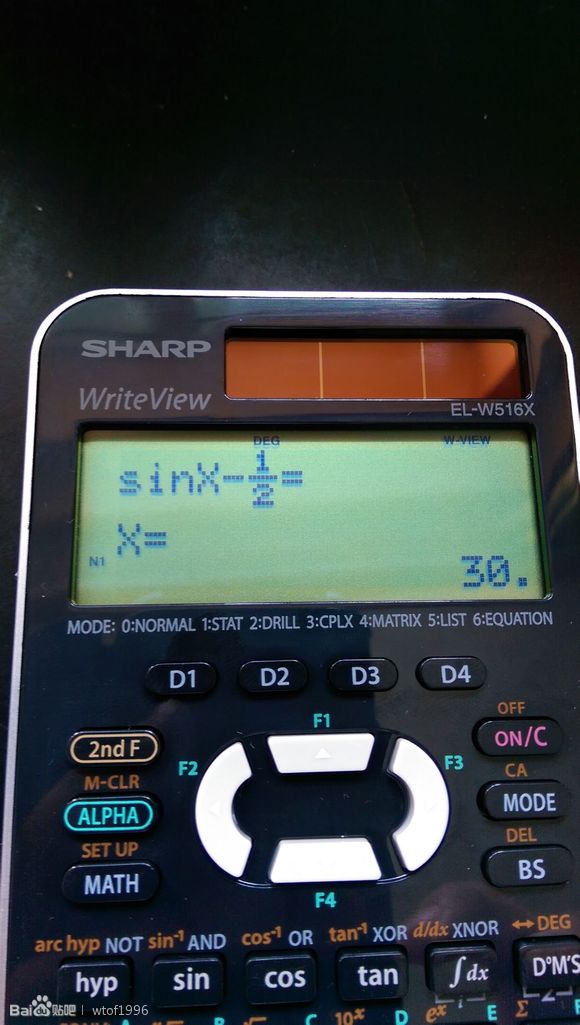 SHARP
WriteView
EL-W516X
DEG W-VIEW
sinX-1/2=
X=
N1
30.
MODE: 0:NORMAL 1:STAT 2:DRILL 3:CPLX 4:MATRIX 5:LIST 6:EQUATION
D1 D2 D3 D4
OFF
F1
2nd F
ON/C
F2
F3
M-CLR
CA
ALPHA
MODE
SET UP
DEL
MATH
BS
F4
arc hyp NOT sin⁻¹ AND cos⁻¹ OR tan⁻¹ XOR d/dx XNOR ↔DEG
hyp sin cos tan ∫dx D°M'S
A B C 10ˣ D eˣ E Σ
Baidu贴吧 | wtof1996